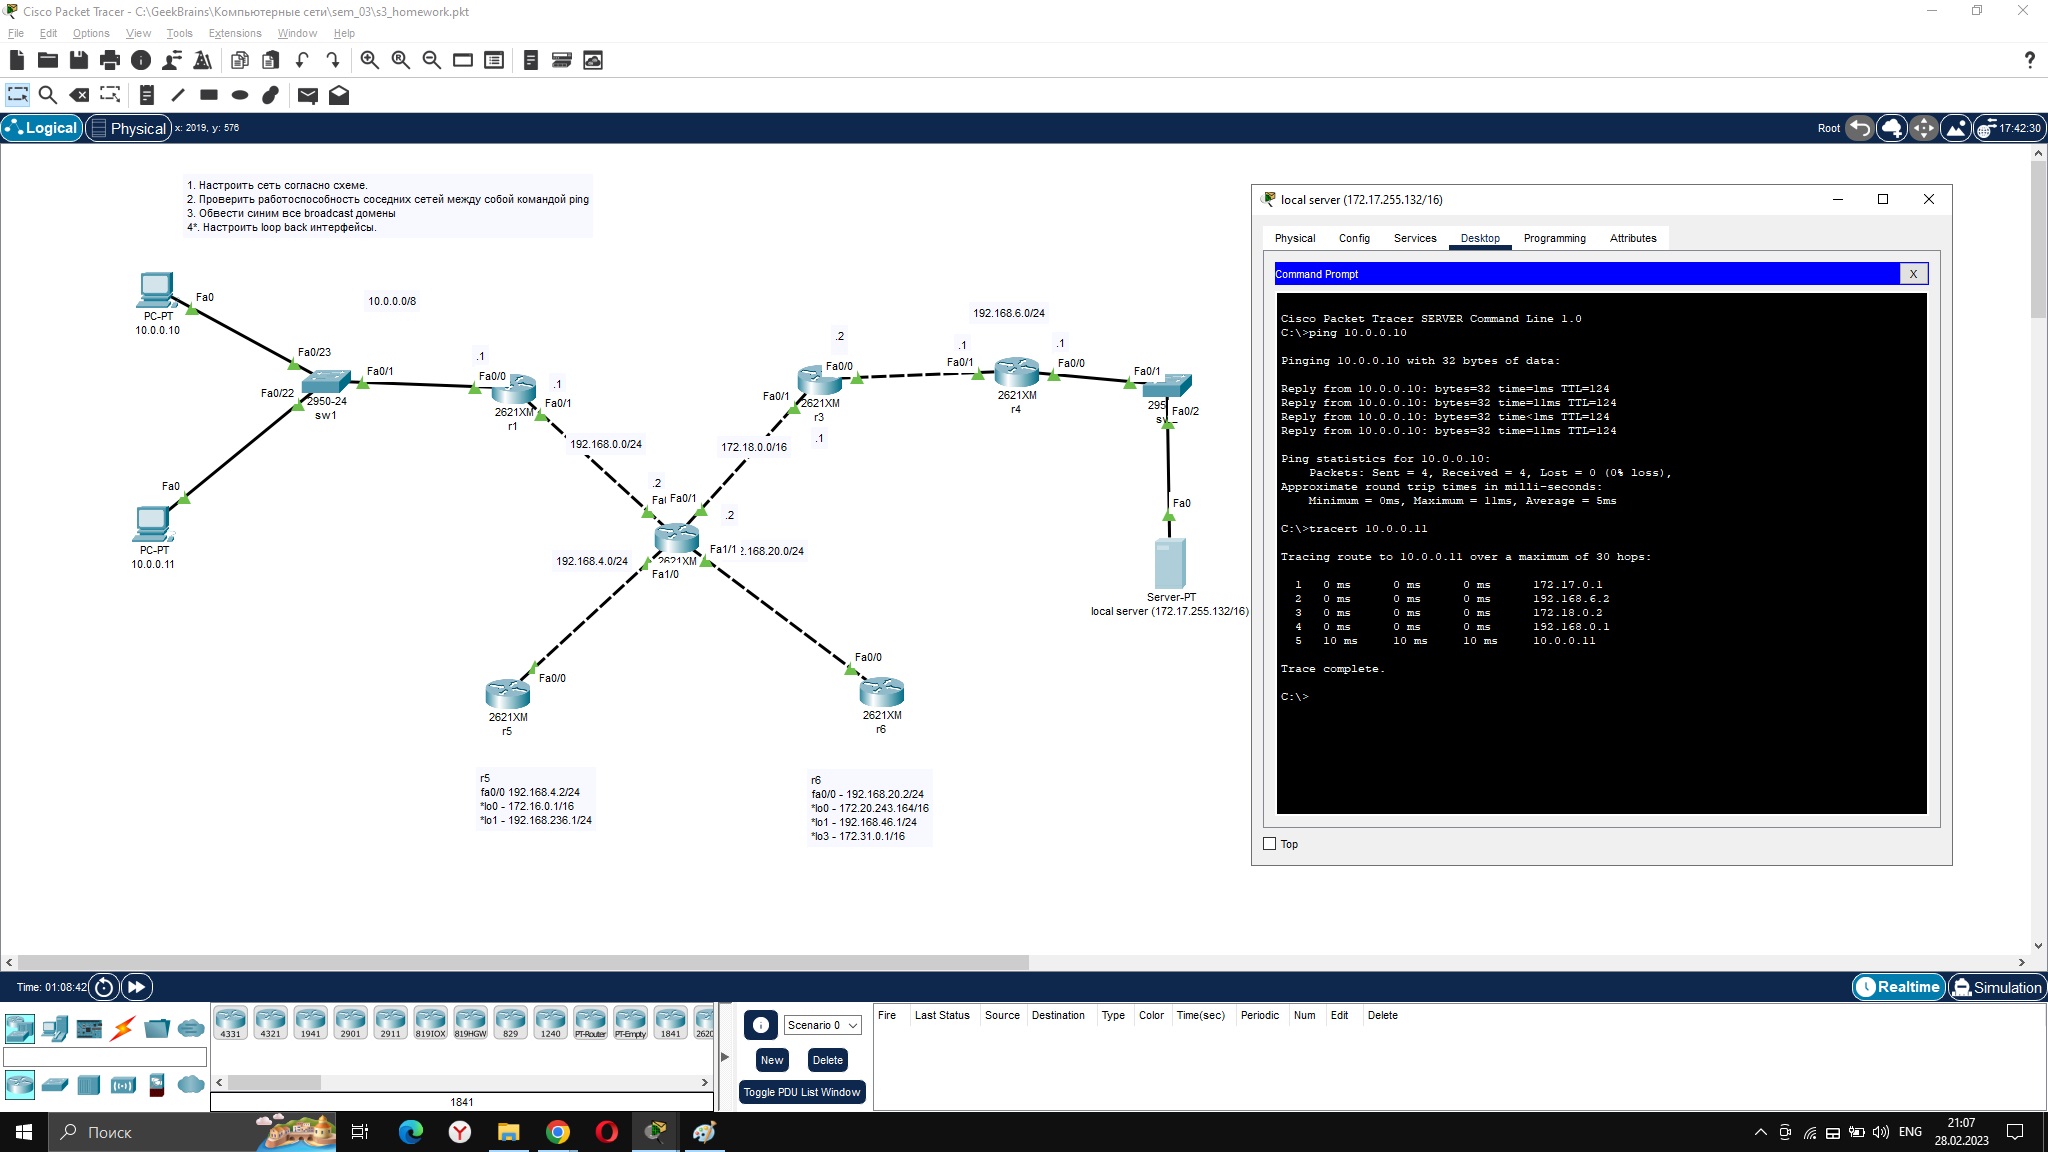 Cisco Packet Tracer - C:\GeekBrains\Компьютерные сети\sem_03\s3_homework.pkt
File Edit Options View Tools Extensions Window Help
?
Logical Physical x: 2019, y: 576
Root 17:42:30
1. Настроить сеть согласно схеме.
2. Проверить работоспособность соседних сетей между собой командой ping
3. Обвести синим все broadcast домены
4*. Настроить loop back интерфейсы.
Fa0
PC-PT
10.0.0.10
10.0.0.0/8
Fa0/23
Fa0/22
Fa0/1
2950-24
sw1
Fa0
PC-PT
10.0.0.11
.1
Fa0/0
2621XM
r1
.1
Fa0/1
192.168.0.0/24
.2
Fa0/1
.2
2621XM
192.168.4.0/24
Fa1/0
Fa1/1
2.168.20.0/24
172.18.0.0/16
.2
Fa0/0
Fa0/1
2621XM
r3
.1
192.168.6.0/24
.1
Fa0/1
2621XM
r4
.1
Fa0/0
Fa0/1
295
Fa0/2
Fa0
Server-PT
local server (172.17.255.132/16)
Fa0/0
2621XM
r5
Fa0/0
2621XM
r6
r5
fa0/0 192.168.4.2/24
*lo0 - 172.16.0.1/16
*lo1 - 192.168.236.1/24
r6
fa0/0 - 192.168.20.2/24
*lo0 - 172.20.243.164/16
*lo1 - 192.168.46.1/24
*lo3 - 172.31.0.1/16
local server (172.17.255.132/16)
Physical Config Services Desktop Programming Attributes
Command Prompt
X
Cisco Packet Tracer SERVER Command Line 1.0
C:\>ping 10.0.0.10
Pinging 10.0.0.10 with 32 bytes of data:
Reply from 10.0.0.10: bytes=32 time=1ms TTL=124
Reply from 10.0.0.10: bytes=32 time=11ms TTL=124
Reply from 10.0.0.10: bytes=32 time<1ms TTL=124
Reply from 10.0.0.10: bytes=32 time=11ms TTL=124
Ping statistics for 10.0.0.10:
Packets: Sent = 4, Received = 4, Lost = 0 (0% loss),
Approximate round trip times in milli-seconds:
Minimum = 0ms, Maximum = 11ms, Average = 5ms
C:\>tracert 10.0.0.11
Tracing route to 10.0.0.11 over a maximum of 30 hops:
1 0 ms 0 ms 0 ms 172.17.0.1
2 0 ms 0 ms 0 ms 192.168.6.2
3 0 ms 0 ms 0 ms 172.18.0.2
4 0 ms 0 ms 0 ms 192.168.0.1
5 10 ms 10 ms 10 ms 10.0.0.11
Trace complete.
C:\>
Top
Time: 01:08:42
Realtime Simulation
4331 4321 1941 2901 2911 819IOX 819HGW 829 1240 PT-Router PT-Empty 1841 2620
1841
Scenario 0
New Delete
Toggle PDU List Window
Fire Last Status Source Destination Type Color Time(sec) Periodic Num Edit Delete
Поиск
ENG
21:07
28.02.2023